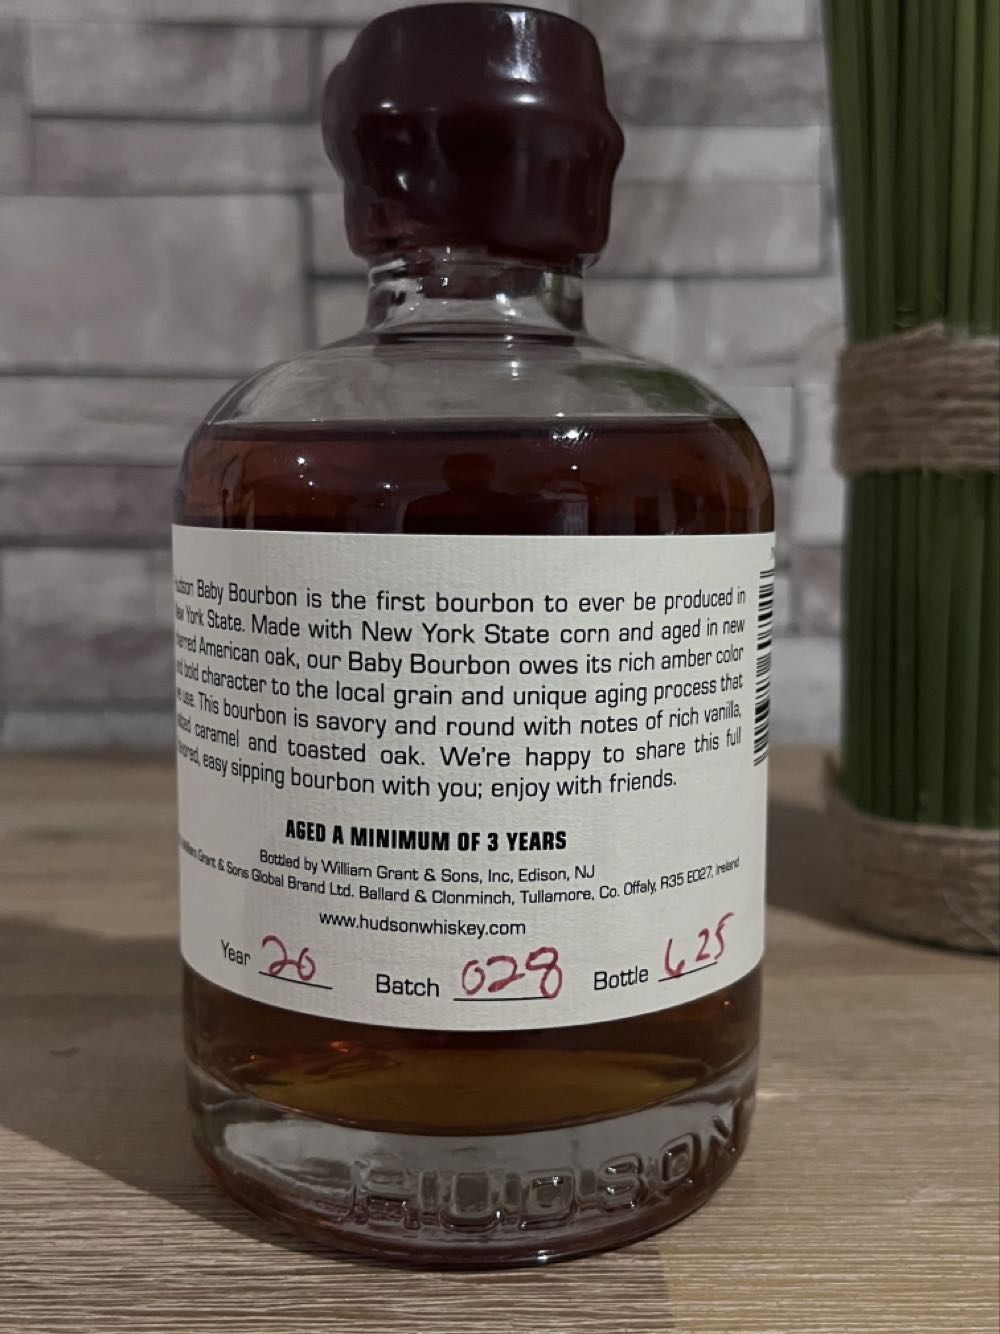 Baby Bourbon is the first bourbon to ever be produced in
York State. Made with New York State corn and aged in new
American oak, our Baby Bourbon owes its rich amber color
bold character to the local grain and unique aging process that
use. This bourbon is savory and round with notes of rich vanilla,
caramel and toasted oak. We're happy to share this full
easy sipping bourbon with you; enjoy with friends.
AGED A MINIMUM OF 3 YEARS
Bottled by William Grant & Sons, Inc, Edison, NJ
Grant & Sons Global Brand Ltd. Ballard & Clonminch, Tullamore, Co. Offaly, R35 E027, Ireland
www.hudsonwhiskey.com
Year 20 Batch 028 Bottle 625
HUDSON